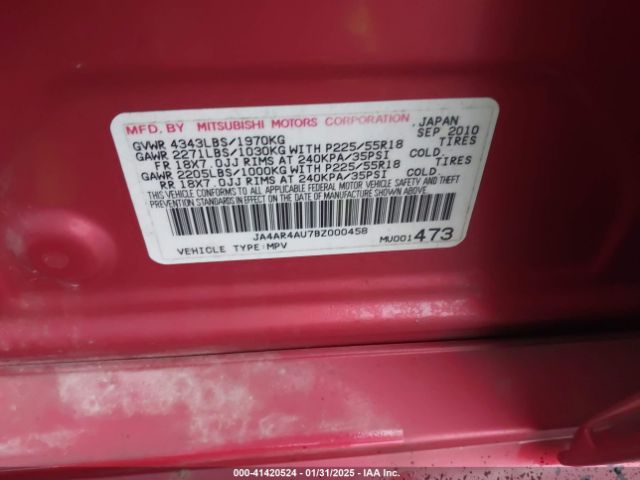 MFD. BY MITSUBISHI MOTORS CORPORATION. JAPAN
SEP 2010
GVWR 4343LBS/1970KG
GAWR 2271LBS/1030KG WITH P225/55R18 TIRES
FR 18X7.0JJ RIMS AT 240KPA/35PSI COLD.
GAWR 2205LBS/1000KG WITH P225/55R18 TIRES
RR 18X7.0JJ RIMS AT 240KPA/35PSI COLD.
THIS VEHICLE CONFORMS TO ALL APPLICABLE FEDERAL MOTOR VEHICLE SAFETY AND THEFT
PREVENTION STANDARDS IN EFFECT ON THE DATE OF MANUFACTURE SHOWN ABOVE.
JA4AR4AU7BZ000458
VEHICLE TYPE:MPV MU001473
000-41420524 - 01/31/2025 - IAA Inc.